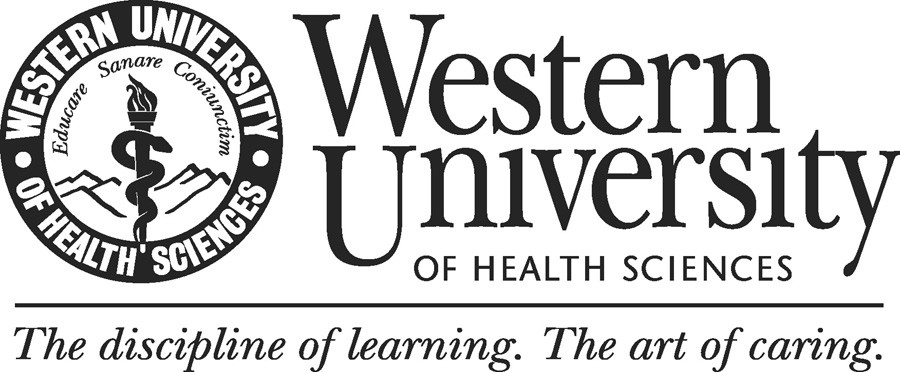 WESTERN UNIVERSITY
OF HEALTH SCIENCES
Educare Sanare Coniunctim
Western
University
OF HEALTH SCIENCES
The discipline of learning. The art of caring.